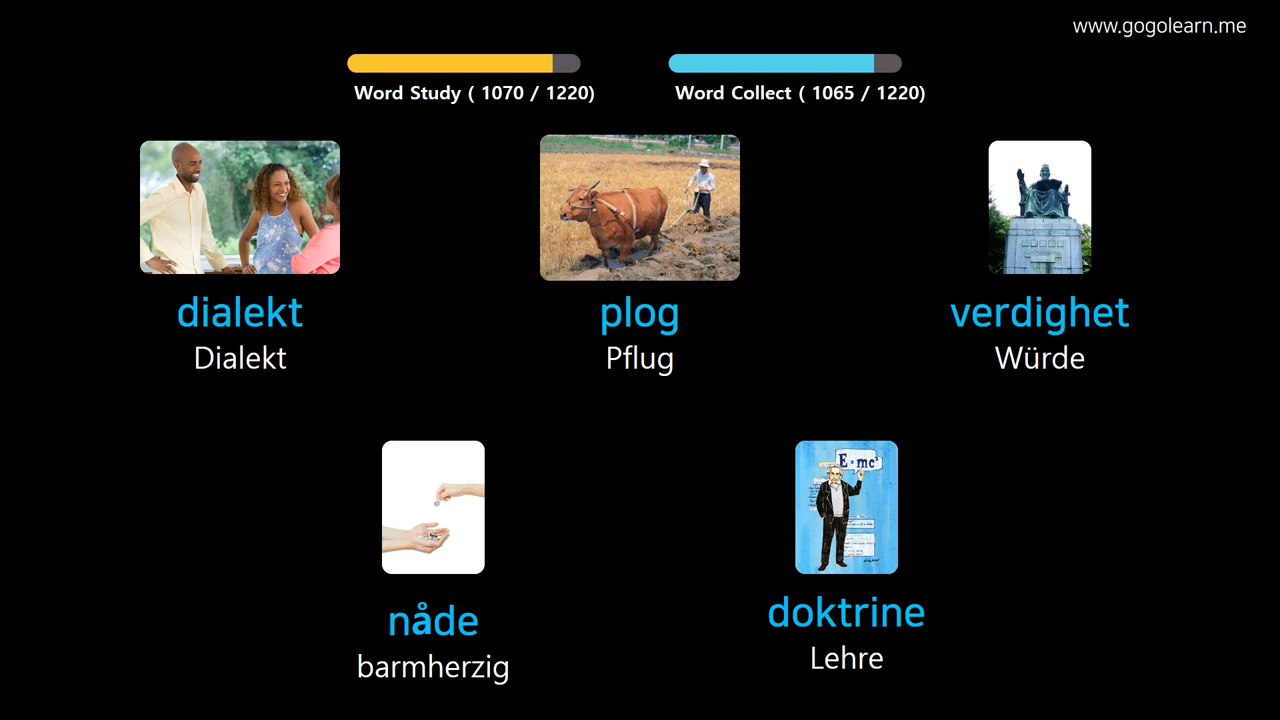 www.gogolearn.me
Word Study ( 1070 / 1220)
Word Collect ( 1065 / 1220)
dialekt
Dialekt
plog
Pflug
verdighet
Würde
E=mc²
nåde
barmherzig
doktrine
Lehre